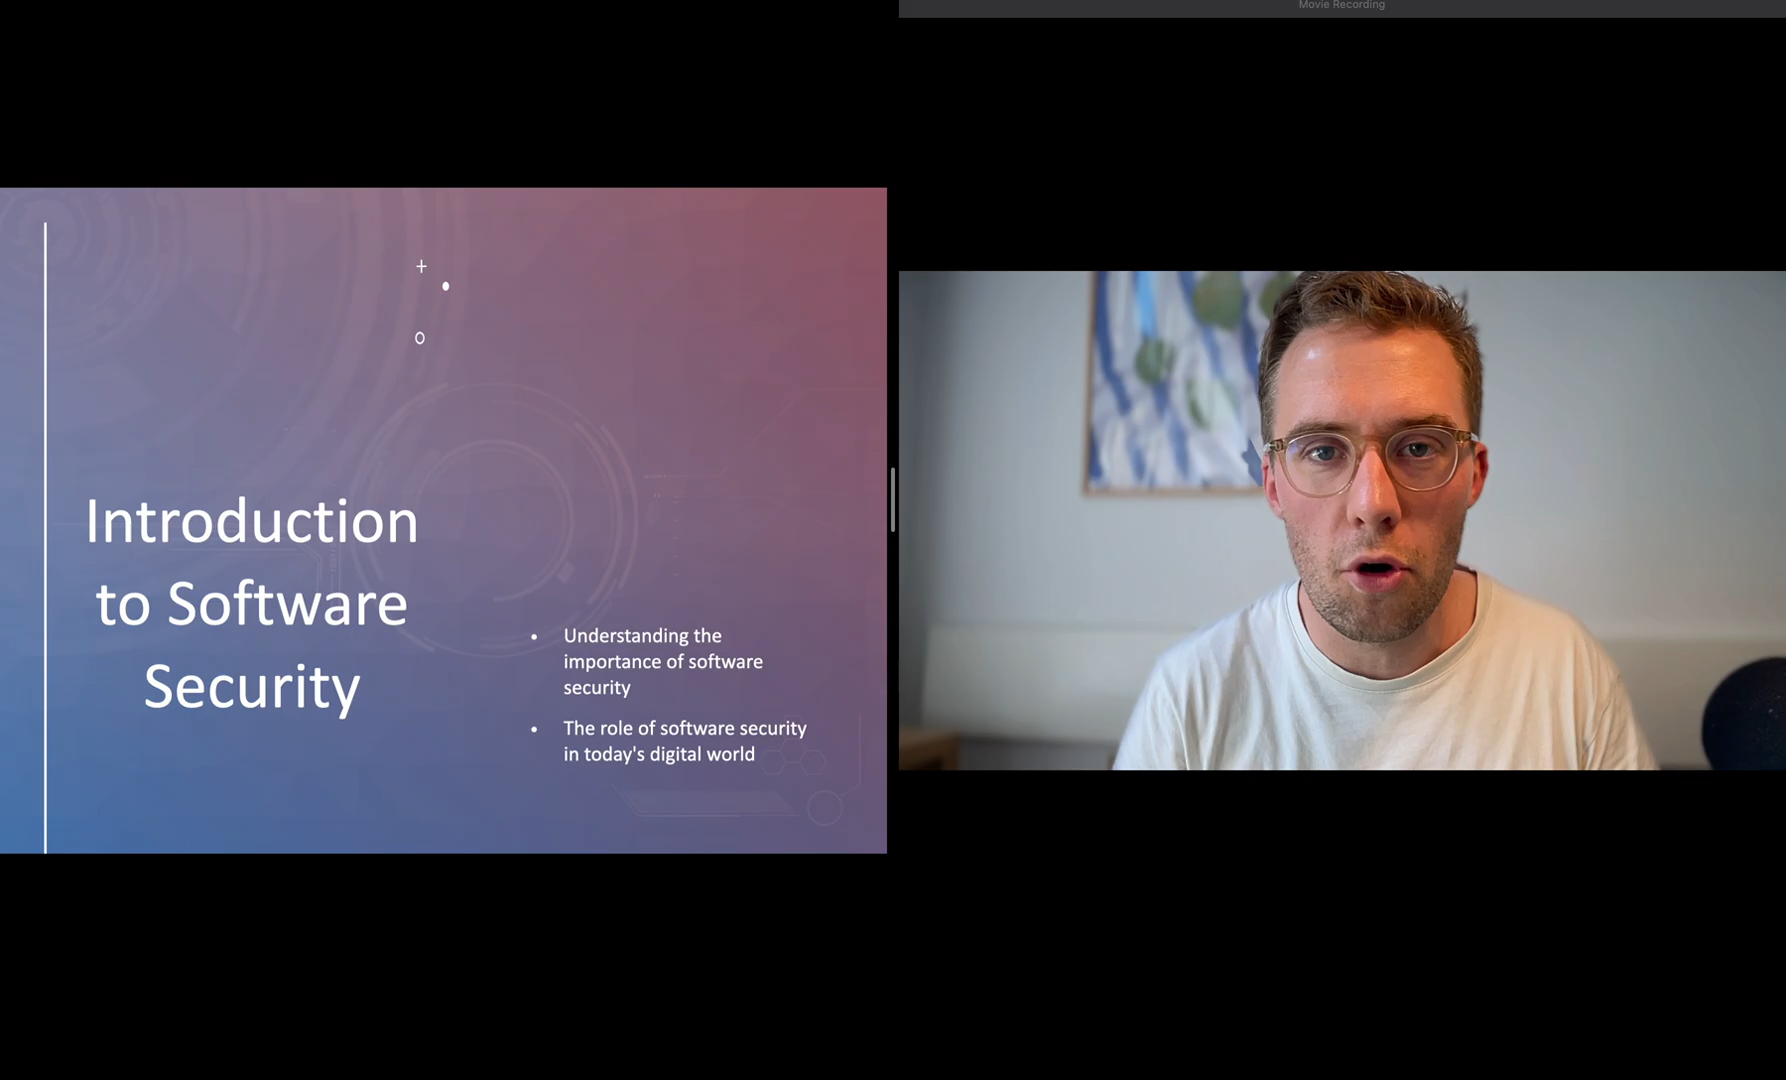 Movie Recording
Introduction
to Software
Security
• Understanding the
importance of software
security
• The role of software security
in today's digital world